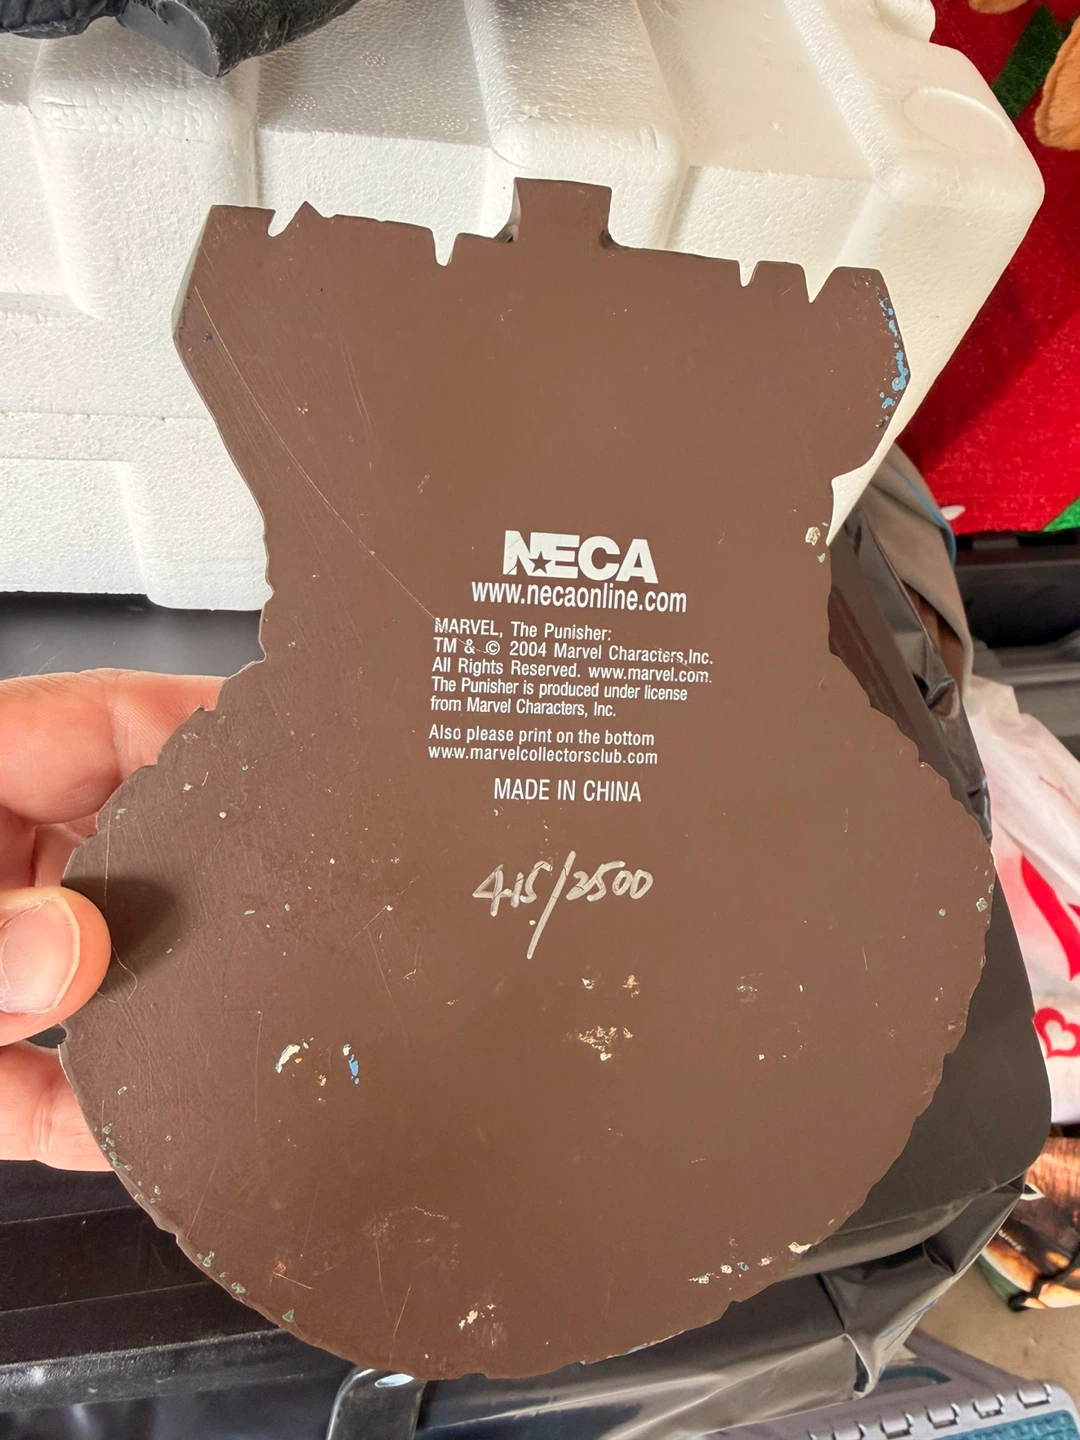 NECA
www.necaonline.com
MARVEL, The Punisher:
TM & © 2004 Marvel Characters,Inc.
All Rights Reserved. www.marvel.com.
The Punisher is produced under license
from Marvel Characters, Inc.
Also please print on the bottom
www.marvelcollectorsclub.com
MADE IN CHINA
415/2500